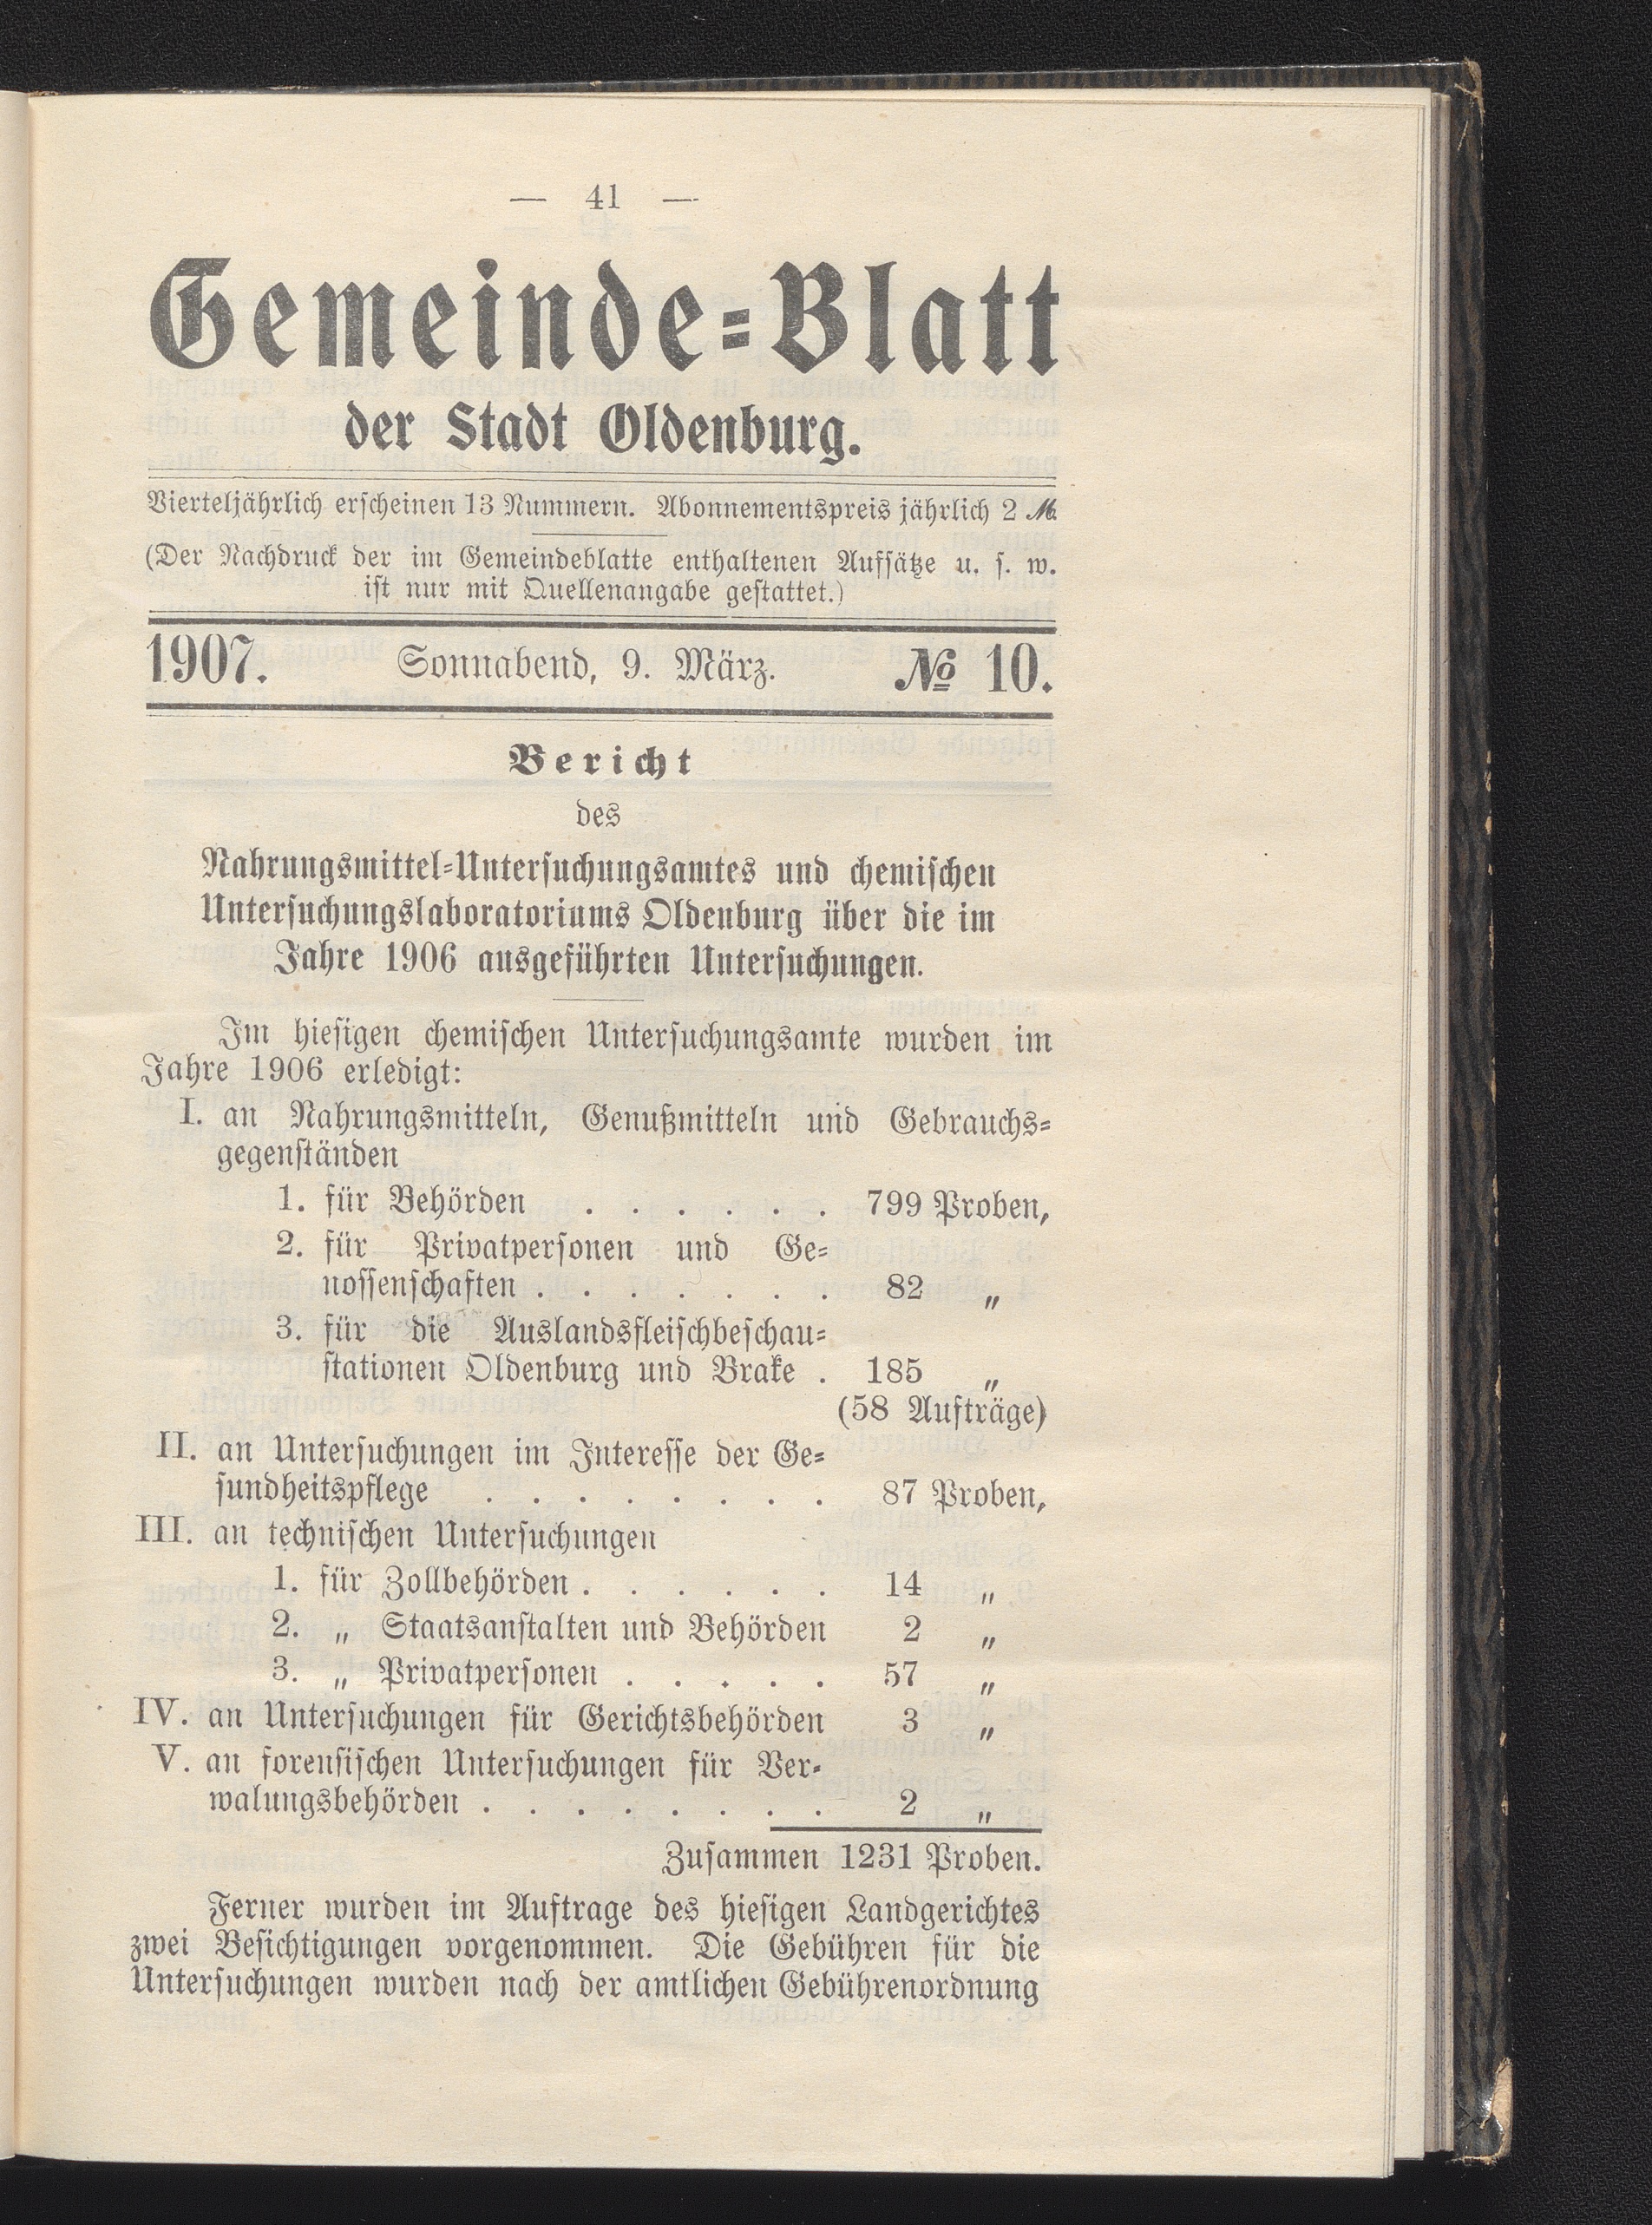 — 41 —
Gemeinde-Blatt
der Stadt Oldenburg.
Vierteljährlich erscheinen 13 Nummern. Abonnementspreis jährlich 2 ℳ
(Der Nachdruck der im Gemeindeblatte enthaltenen Aufsätze u. s. w.
ist nur mit Quellenangabe gestattet.)
1907. Sonnabend, 9. März. № 10.
Bericht
des
Nahrungsmittel-Untersuchungsamtes und chemischen
Untersuchungslaboratoriums Oldenburg über die im
Jahre 1906 ausgeführten Untersuchungen.
Im hiesigen chemischen Untersuchungsamte wurden im
Jahre 1906 erledigt:
I. an Nahrungsmitteln, Genußmitteln und Gebrauchs-
gegenständen
1. für Behörden . . . . . . 799 Proben,
2. für Privatpersonen und Ge-
nossenschaften . . . . . . . 82 „
3. für die Auslandsfleischbeschau-
stationen Oldenburg und Brake . 185 „
(58 Aufträge)
II. an Untersuchungen im Interesse der Ge-
sundheitspflege . . . . . . . . 87 Proben,
III. an technischen Untersuchungen
1. für Zollbehörden . . . . . . 14 „
2. „ Staatsanstalten und Behörden 2 „
3. „ Privatpersonen . . . . . 57 „
IV. an Untersuchungen für Gerichtsbehörden 3 „
V. an forensischen Untersuchungen für Ver-
walungsbehörden . . . . . . . . 2 „
Zusammen 1231 Proben.
Ferner wurden im Auftrage des hiesigen Landgerichtes
zwei Besichtigungen vorgenommen. Die Gebühren für die
Untersuchungen wurden nach der amtlichen Gebührenordnung